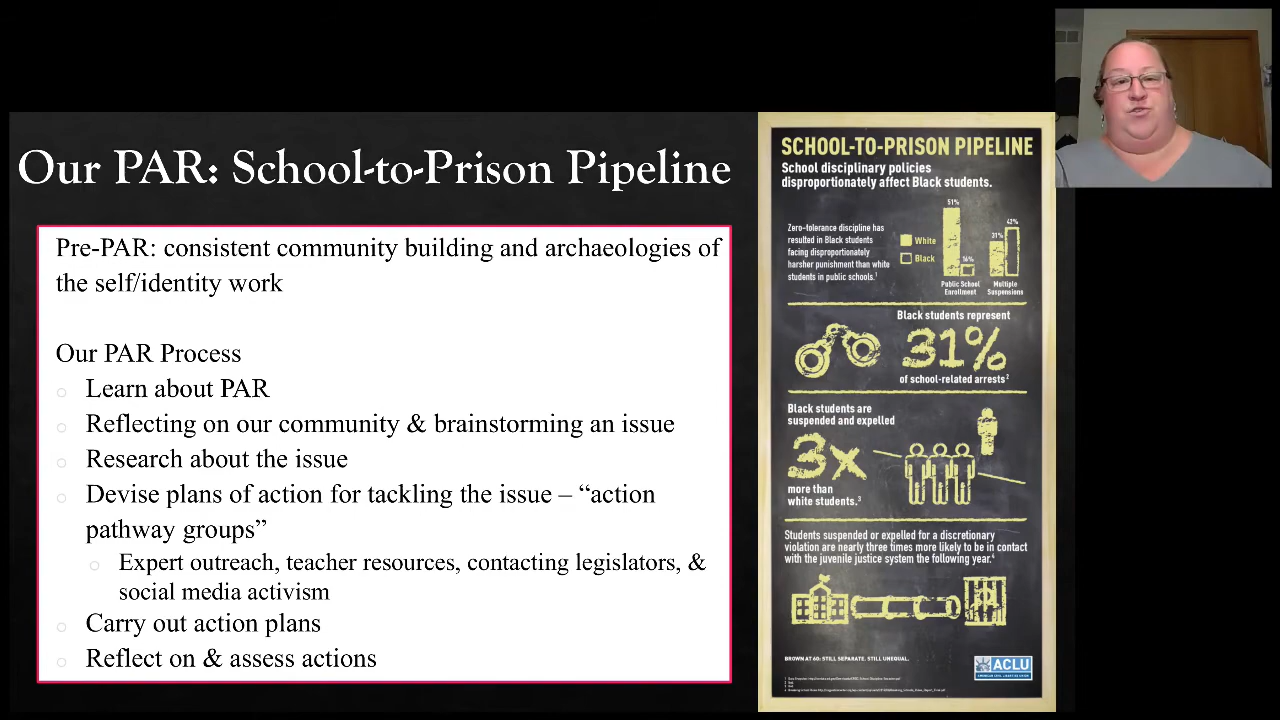 Our PAR: School-to-Prison Pipeline
Pre-PAR: consistent community building and archaeologies of
the self/identity work
Our PAR Process
Learn about PAR
Reflecting on our community & brainstorming an issue
Research about the issue
Devise plans of action for tackling the issue – “action
pathway groups”
Expert outreach, teacher resources, contacting legislators, &
social media activism
Carry out action plans
Reflect on & assess actions
SCHOOL-TO-PRISON PIPELINE
School disciplinary policies
disproportionately affect Black students.
Zero-tolerance discipline has
resulted in Black students
facing disproportionately
harsher punishment than white
students in public schools.1
White
Black
51%
16%
31%
42%
Public School
Enrollment
Multiple
Suspensions
Black students represent
31%
of school-related arrests2
Black students are
suspended and expelled
3x
more than
white students.3
Students suspended or expelled for a discretionary
violation are nearly three times more likely to be in contact
with the juvenile justice system the following year.4
BROWN AT 60: STILL SEPARATE. STILL UNEQUAL.
ACLU
AMERICAN CIVIL LIBERTIES UNION